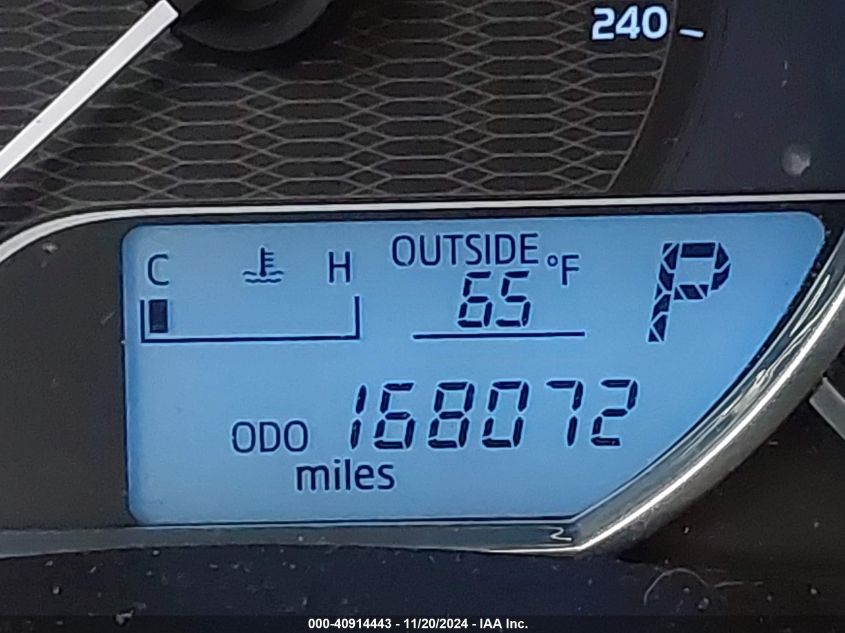 240
OUTSIDE
C H
65 °F
P
ODO 168072
miles
000-40914443 - 11/20/2024 - IAA Inc.